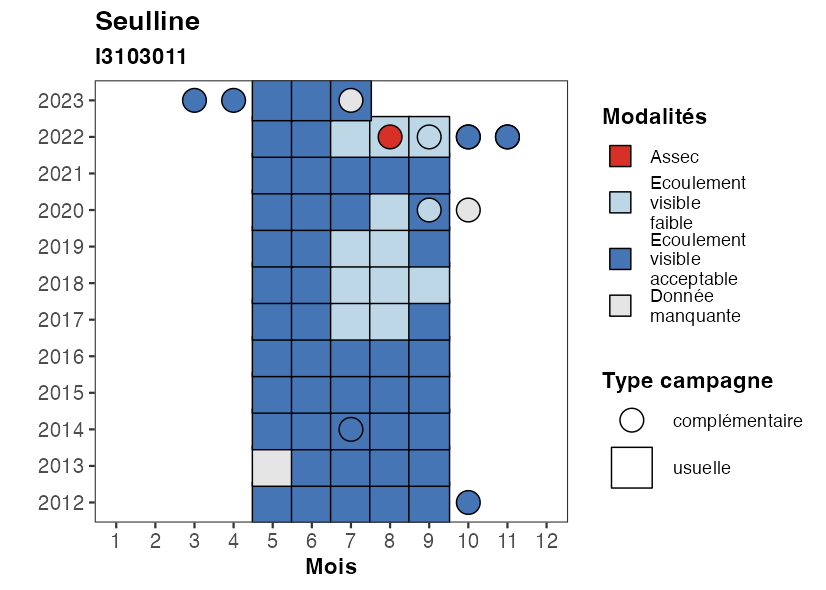 Seulline
I3103011
2023
2022
2021
2020
2019
2018
2017
2016
2015
2014
2013
2012
1 2 3 4 5 6 7 8 9 10 11 12
Mois
Modalités
Assec
Ecoulement
visible
faible
Ecoulement
visible
acceptable
Donnée
manquante
Type campagne
complémentaire
usuelle